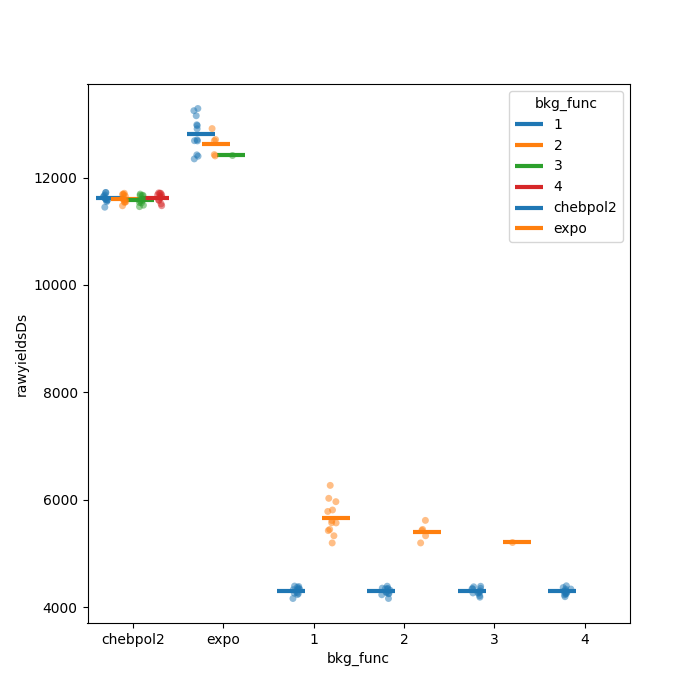 bkg_func
1
2
3
4
chebpol2
expo
12000
10000
8000
6000
4000
rawyieldsDs
chebpol2 expo 1 2 3 4
bkg_func